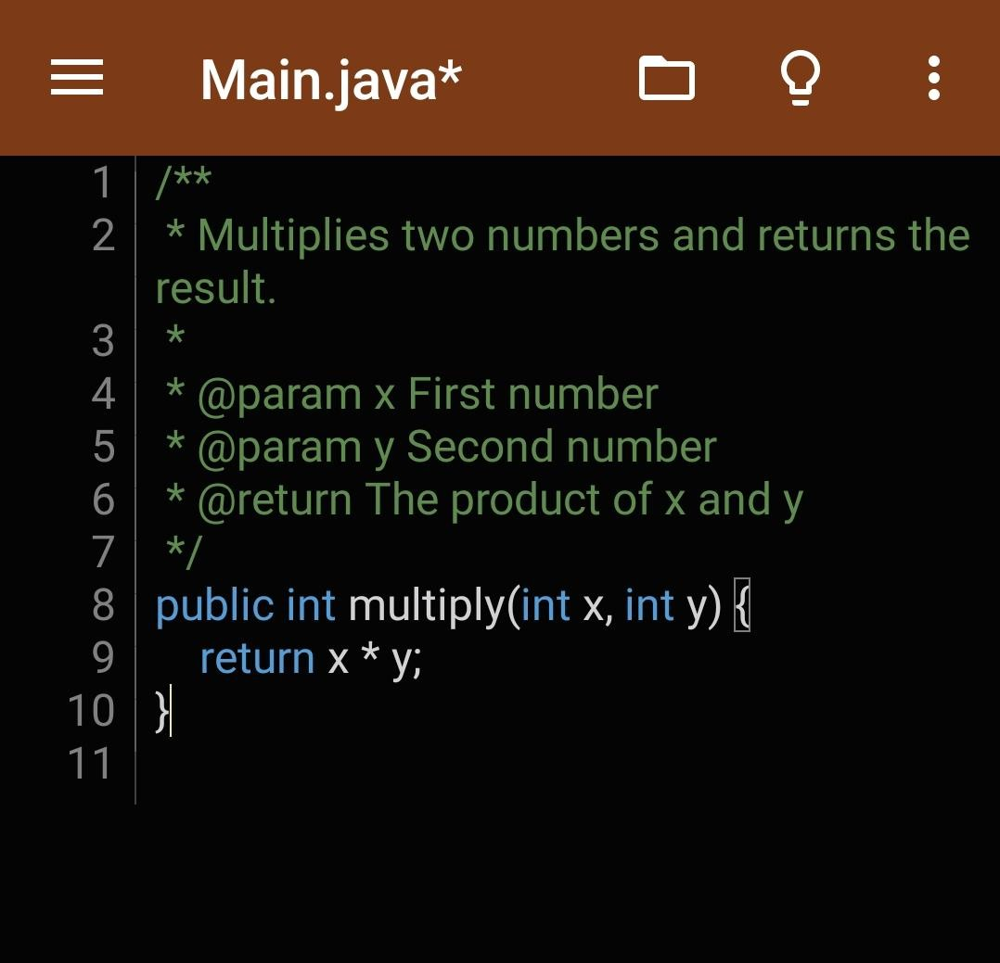 Main.java*
1 /**
2  * Multiplies two numbers and returns the
result.
3  *
4  * @param x First number
5  * @param y Second number
6  * @return The product of x and y
7  */
8 public int multiply(int x, int y) {
9     return x * y;
10 }
11